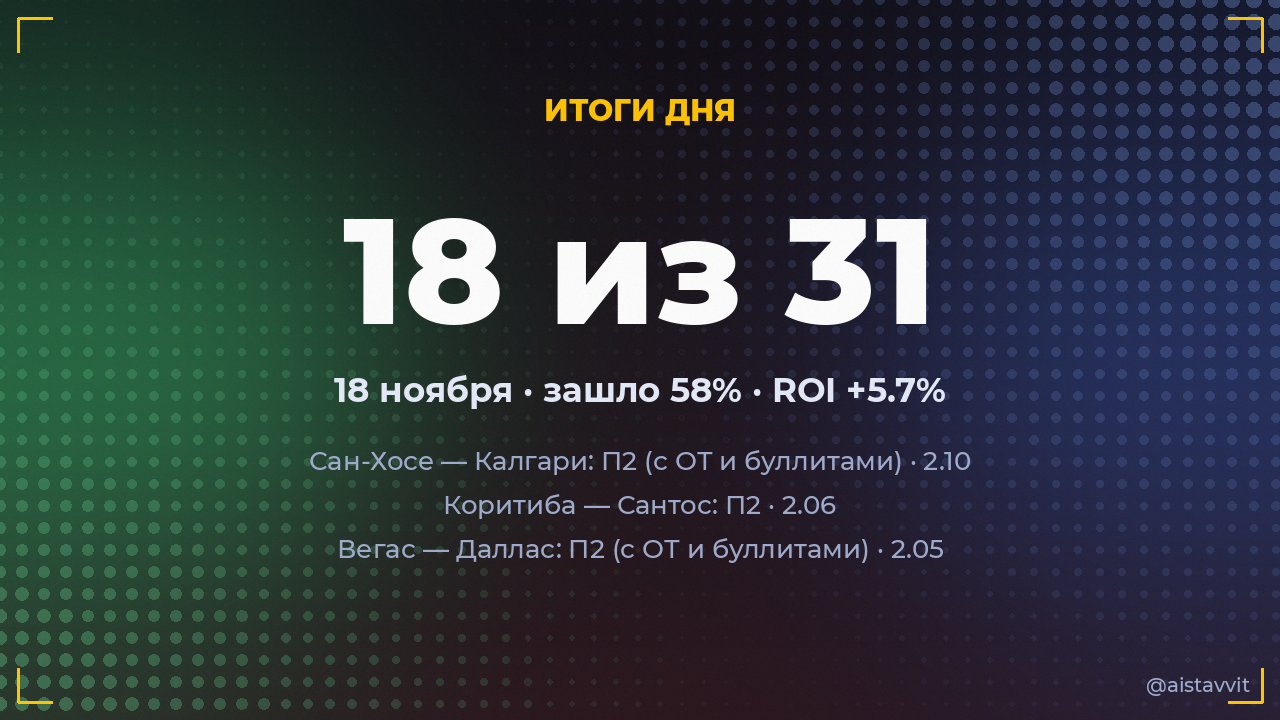 ИТОГИ ДНЯ
18 из 31
18 ноября · зашло 58% · ROI +5.7%
Сан-Хосе — Калгари: П2 (с ОТ и буллитами) · 2.10
Коритиба — Сантос: П2 · 2.06
Вегас — Даллас: П2 (с ОТ и буллитами) · 2.05
@aistavvit